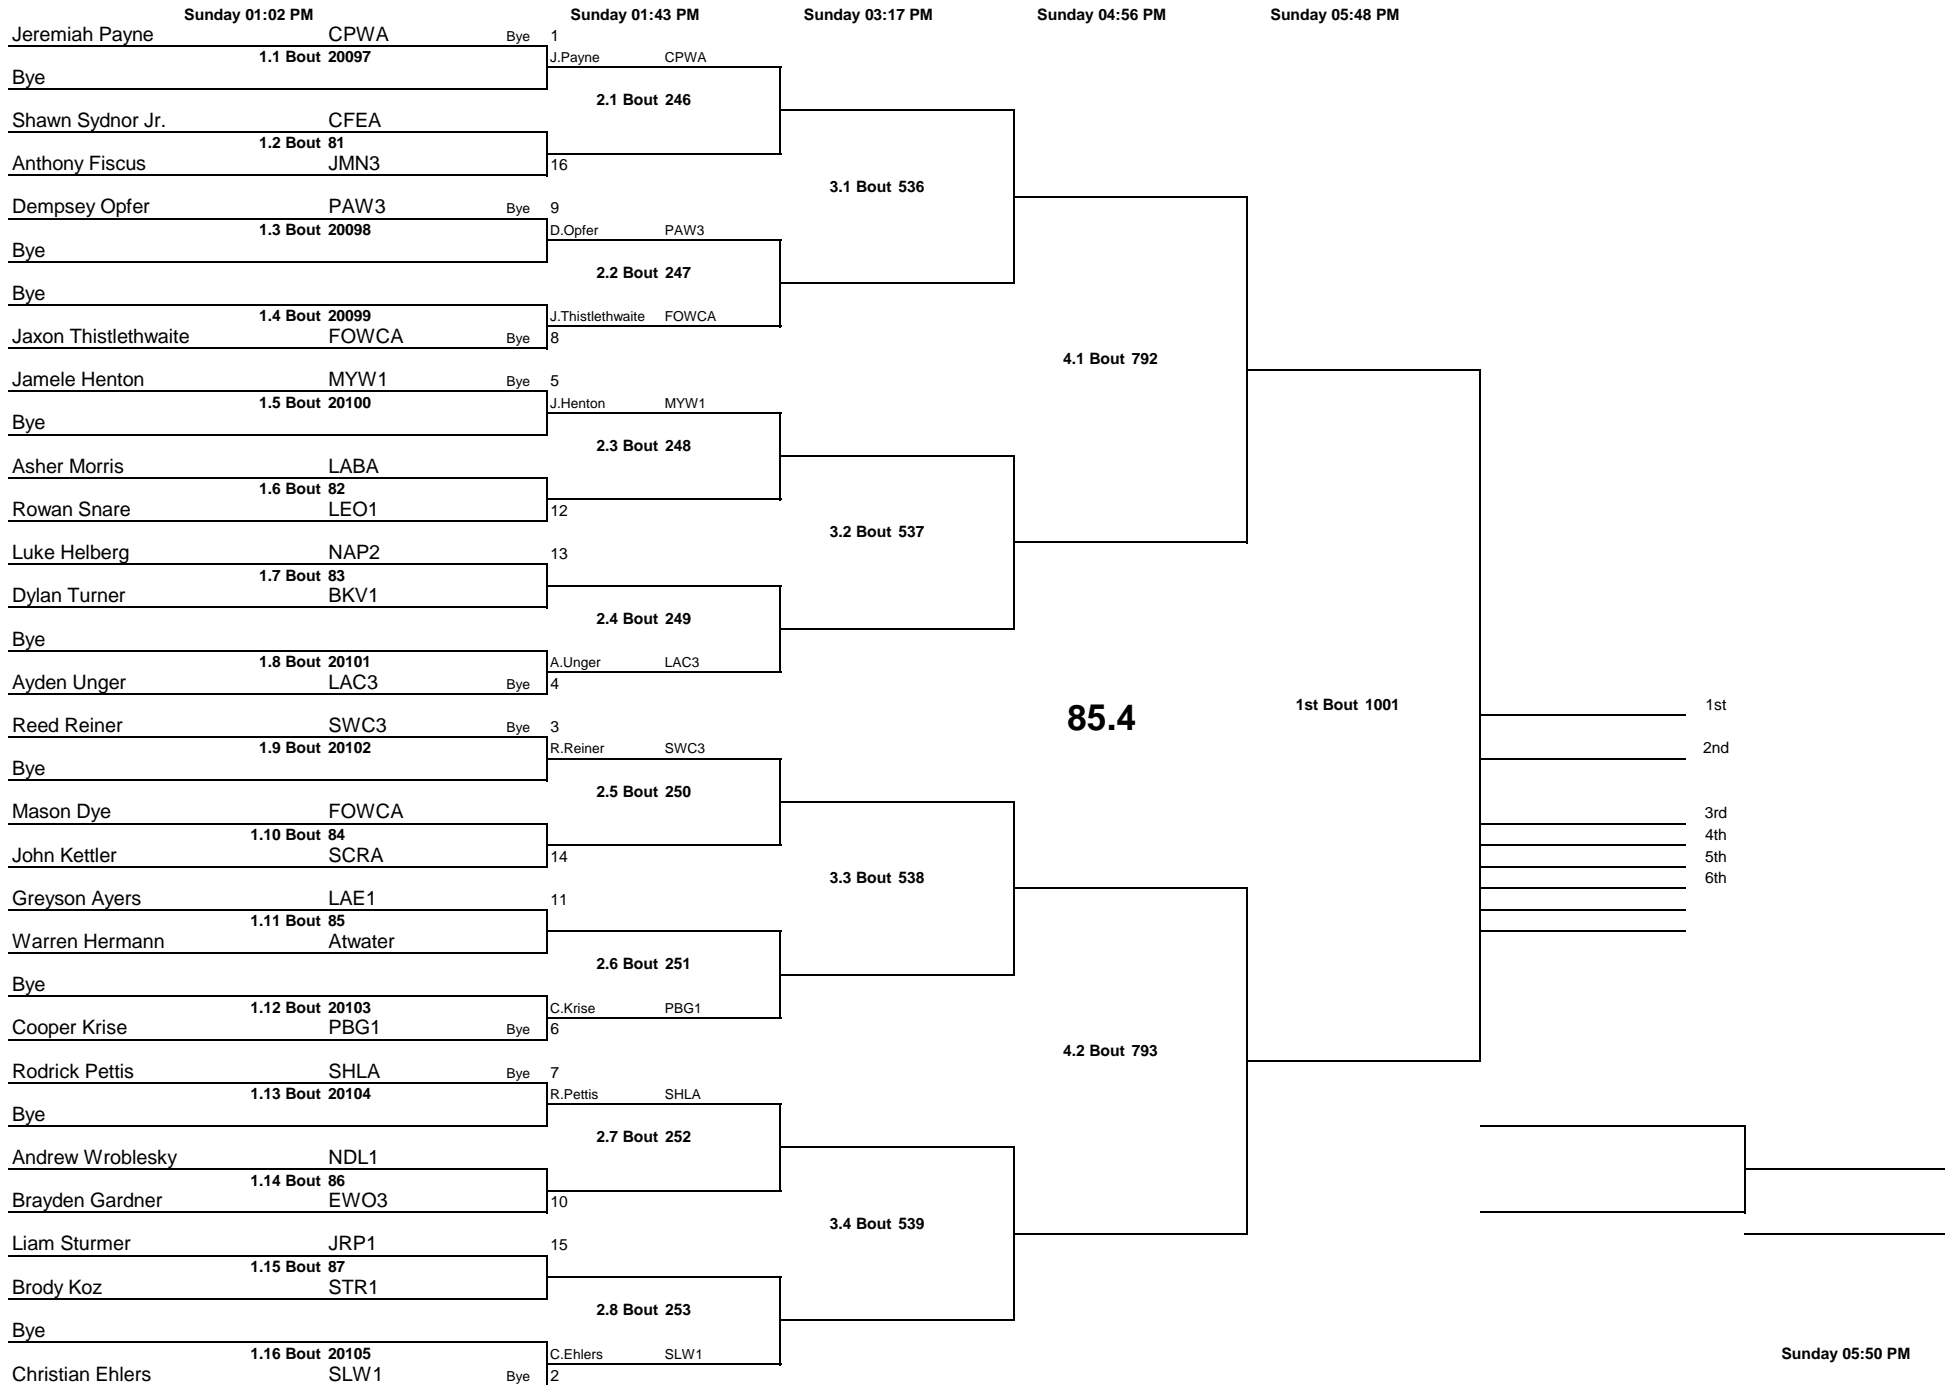 Sunday 01:02 PM Sunday 01:43 PM Sunday 03:17 PM Sunday 04:56 PM Sunday 05:48 PM
Jeremiah Payne CPWA Bye 1
1.1 Bout 20097 J.Payne CPWA
Bye
2.1 Bout 246
Shawn Sydnor Jr. CFEA
1.2 Bout 81
Anthony Fiscus JMN3 16
3.1 Bout 536
Dempsey Opfer PAW3 Bye 9
1.3 Bout 20098 D.Opfer PAW3
Bye
2.2 Bout 247
Bye
1.4 Bout 20099 J.Thistlethwaite FOWCA
Jaxon Thistlethwaite FOWCA Bye 8
4.1 Bout 792
Jamele Henton MYW1 Bye 5
1.5 Bout 20100 J.Henton MYW1
Bye
2.3 Bout 248
Asher Morris LABA
1.6 Bout 82
Rowan Snare LEO1 12
3.2 Bout 537
Luke Helberg NAP2 13
1.7 Bout 83
Dylan Turner BKV1
2.4 Bout 249
Bye
1.8 Bout 20101 A.Unger LAC3
Ayden Unger LAC3 Bye 4
85.4 1st Bout 1001 1st
Reed Reiner SWC3 Bye 3
1.9 Bout 20102 R.Reiner SWC3 2nd
Bye
2.5 Bout 250
Mason Dye FOWCA 3rd
1.10 Bout 84 4th
John Kettler SCRA 14 5th
3.3 Bout 538 6th
Greyson Ayers LAE1 11
1.11 Bout 85
Warren Hermann Atwater
2.6 Bout 251
Bye
1.12 Bout 20103 C.Krise PBG1
Cooper Krise PBG1 Bye 6
4.2 Bout 793
Rodrick Pettis SHLA Bye 7
1.13 Bout 20104 R.Pettis SHLA
Bye
2.7 Bout 252
Andrew Wroblesky NDL1
1.14 Bout 86
Brayden Gardner EWO3 10
3.4 Bout 539
Liam Sturmer JRP1 15
1.15 Bout 87
Brody Koz STR1
2.8 Bout 253
Bye
1.16 Bout 20105 C.Ehlers SLW1 Sunday 05:50 PM
Christian Ehlers SLW1 Bye 2